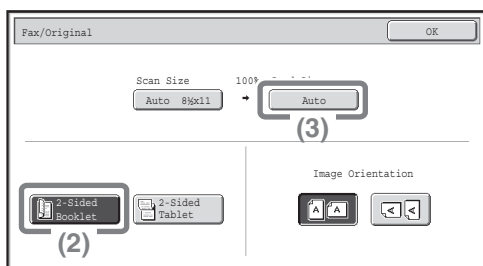 Fax/Original
OK
Scan Size
100%
Auto 8½x11
➞
Auto
(3)
Image Orientation
2-Sided
Booklet
2-Sided
Tablet
A A
A A
(2)